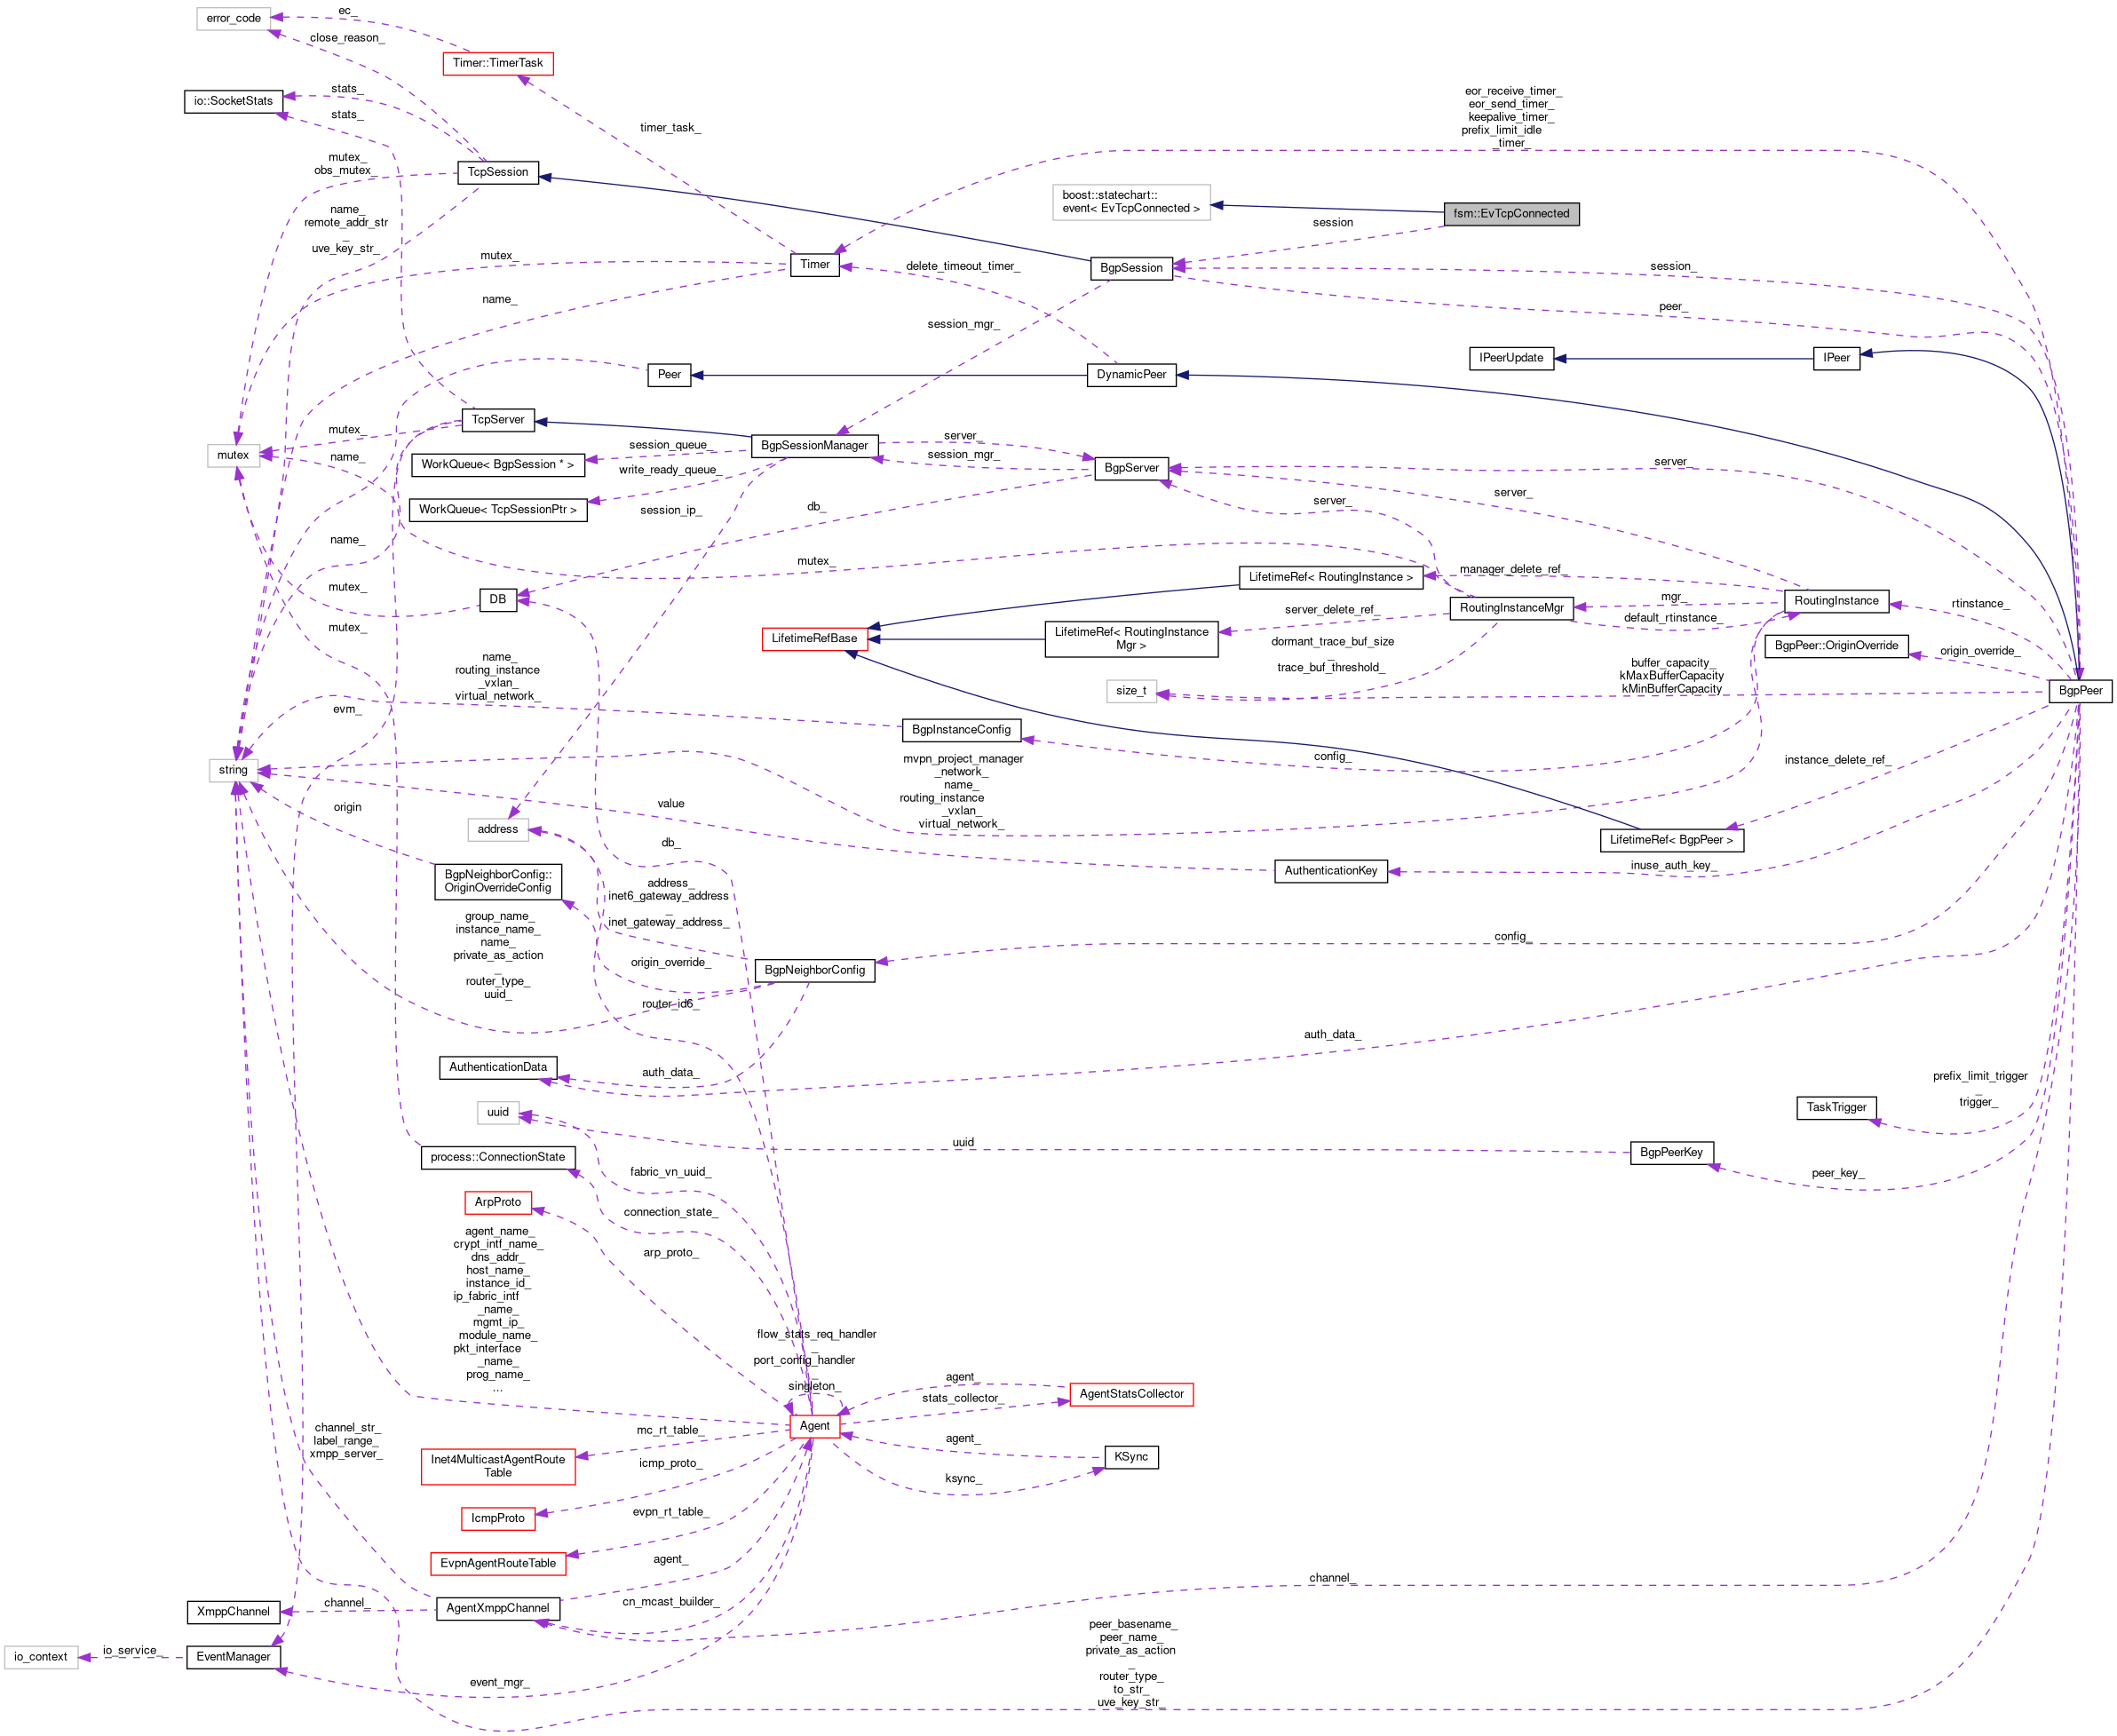 error_code
ec_
close_reason_
Timer::TimerTask
io::SocketStats
stats_
stats_
timer_task_
eor_receive_timer_
eor_send_timer_
keepalive_timer_
prefix_limit_idle
_timer_
mutex_
obs_mutex_
TcpSession
boost::statechart::
event< EvTcpConnected >
fsm::EvTcpConnected
session
name_
remote_addr_str
_
uve_key_str_
mutex_
Timer
delete_timeout_timer_
BgpSession
session_
name_
session_mgr_
peer_
Peer
DynamicPeer
IPeerUpdate
IPeer
TcpServer
mutex_
name_
mutex
session_queue_
WorkQueue< BgpSession * >
write_ready_queue_
WorkQueue< TcpSessionPtr >
BgpSessionManager
server_
session_mgr_
BgpServer
server_
server_
server_
session_ip_
db_
name_
mutex_
mutex_
DB
mutex_
LifetimeRef< RoutingInstance >
manager_delete_ref_
RoutingInstanceMgr
mgr_
default_rtinstance_
RoutingInstance
rtinstance_
LifetimeRefBase
LifetimeRef< RoutingInstance
Mgr >
server_delete_ref_
dormant_trace_buf_size
_
trace_buf_threshold_
BgpPeer::OriginOverride
origin_override_
size_t
buffer_capacity_
kMaxBufferCapacity
kMinBufferCapacity
BgpPeer
name_
routing_instance
_vxlan_
virtual_network_
evm_
BgpInstanceConfig
config_
string
mvpn_project_manager
_network_
name_
routing_instance
_vxlan_
virtual_network_
instance_delete_ref_
origin
address
value
LifetimeRef< BgpPeer >
db_
AuthenticationKey
inuse_auth_key_
BgpNeighborConfig::
OriginOverrideConfig
address_
inet6_gateway_address
_
inet_gateway_address_
group_name_
instance_name_
name_
private_as_action
_
router_type_
uuid_
origin_override_
BgpNeighborConfig
config_
router_id6_
auth_data_
AuthenticationData
auth_data_
uuid
prefix_limit_trigger
_
trigger_
TaskTrigger
process::ConnectionState
uuid
BgpPeerKey
peer_key_
fabric_vn_uuid_
ArpProto
connection_state_
arp_proto_
agent_name_
crypt_intf_name_
dns_addr_
host_name_
instance_id_
ip_fabric_intf
_name_
mgmt_ip_
module_name_
pkt_interface
_name_
prog_name_
...
flow_stats_req_handler
_
port_config_handler
_
singleton_
agent_
stats_collector_
AgentStatsCollector
Agent
channel_str_
label_range_
xmpp_server_
mc_rt_table_
Inet4MulticastAgentRoute
Table
agent_
ksync_
KSync
icmp_proto_
IcmpProto
evpn_rt_table_
EvpnAgentRouteTable
agent_
channel_
XmppChannel
channel_
AgentXmppChannel
cn_mcast_builder_
io_context
io_service_
EventManager
event_mgr_
peer_basename_
peer_name_
private_as_action
_
router_type_
to_str_
uve_key_str_